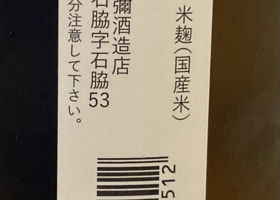 米麹(国産米)
彌酒造店
石脇字石脇53
分注意して下さい。
512